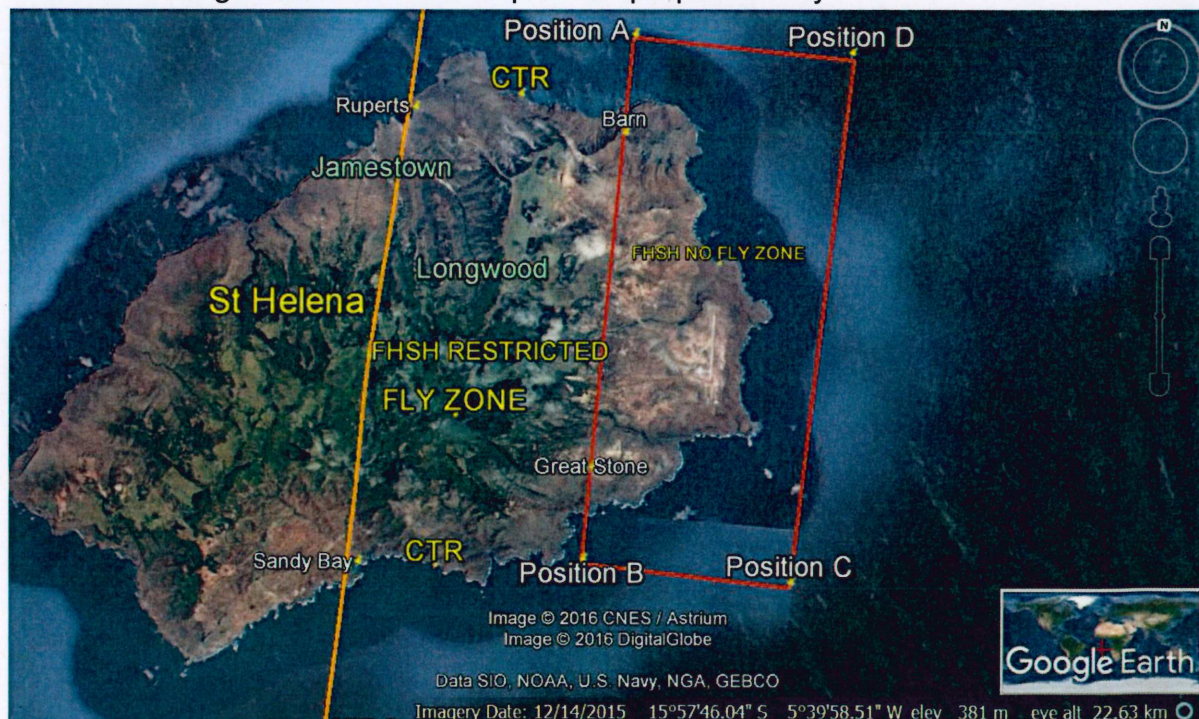 Position A
Position D
CTR
Ruperts
Barn
Jamestown
FHSH NO FLY ZONE
Longwood
St Helena
FHSH RESTRICTED
FLY ZONE
Great Stone
Sandy Bay
CTR
Position B
Position C
Image © 2016 CNES / Astrium
Image © 2016 DigitalGlobe
Data SIO, NOAA, U.S. Navy, NGA, GEBCO
Google Earth
Imagery Date: 12/14/2015 15°57'46.04" S 5°39'58.51" W elev 381 m eye alt 22.63 km
N